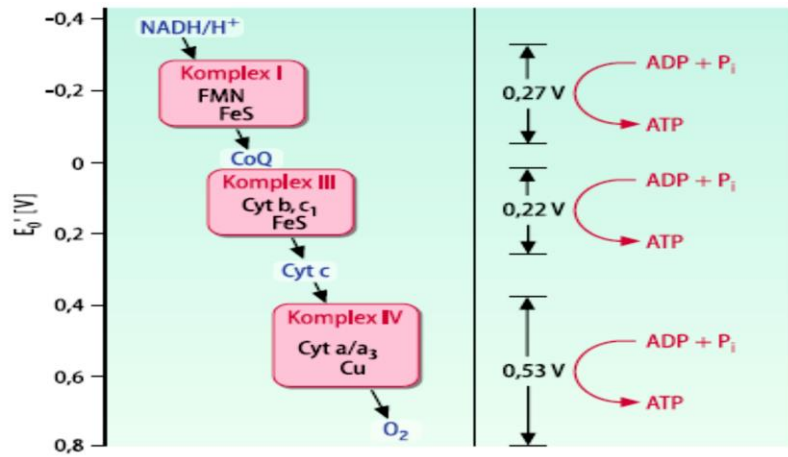 E₀' [V]
-0,4
-0,2
0
0,2
0,4
0,6
0,8
NADH/H⁺
Komplex I
FMN
FeS
CoQ
Komplex III
Cyt b, c₁
FeS
Cyt c
Komplex IV
Cyt a/a₃
Cu
O₂
0,27 V
ADP + Pᵢ
ATP
0,22 V
ADP + Pᵢ
ATP
0,53 V
ADP + Pᵢ
ATP